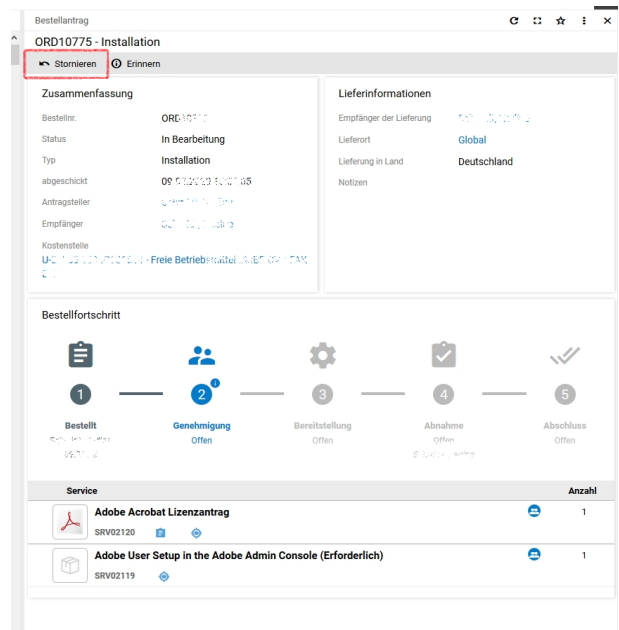 Bestellantrag
ORD10775 - Installation
Stornieren Erinnern
Zusammenfassung
Bestellnr.
Status In Bearbeitung
Typ Installation
abgeschickt
Antragsteller
Empfänger
Kostenstelle
- Freie
Lieferinformationen
Empfänger der Lieferung
Lieferort Global
Lieferung in Land Deutschland
Notizen
Bestellfortschritt
1 2 3 4 5
Bestellt Genehmigung Bereitstellung Abnahme Abschluss
Offen Offen Offen Offen
Service Anzahl
Adobe Acrobat Lizenzantrag 1
SRV02120
Adobe User Setup in the Adobe Admin Console (Erforderlich) 1
SRV02119